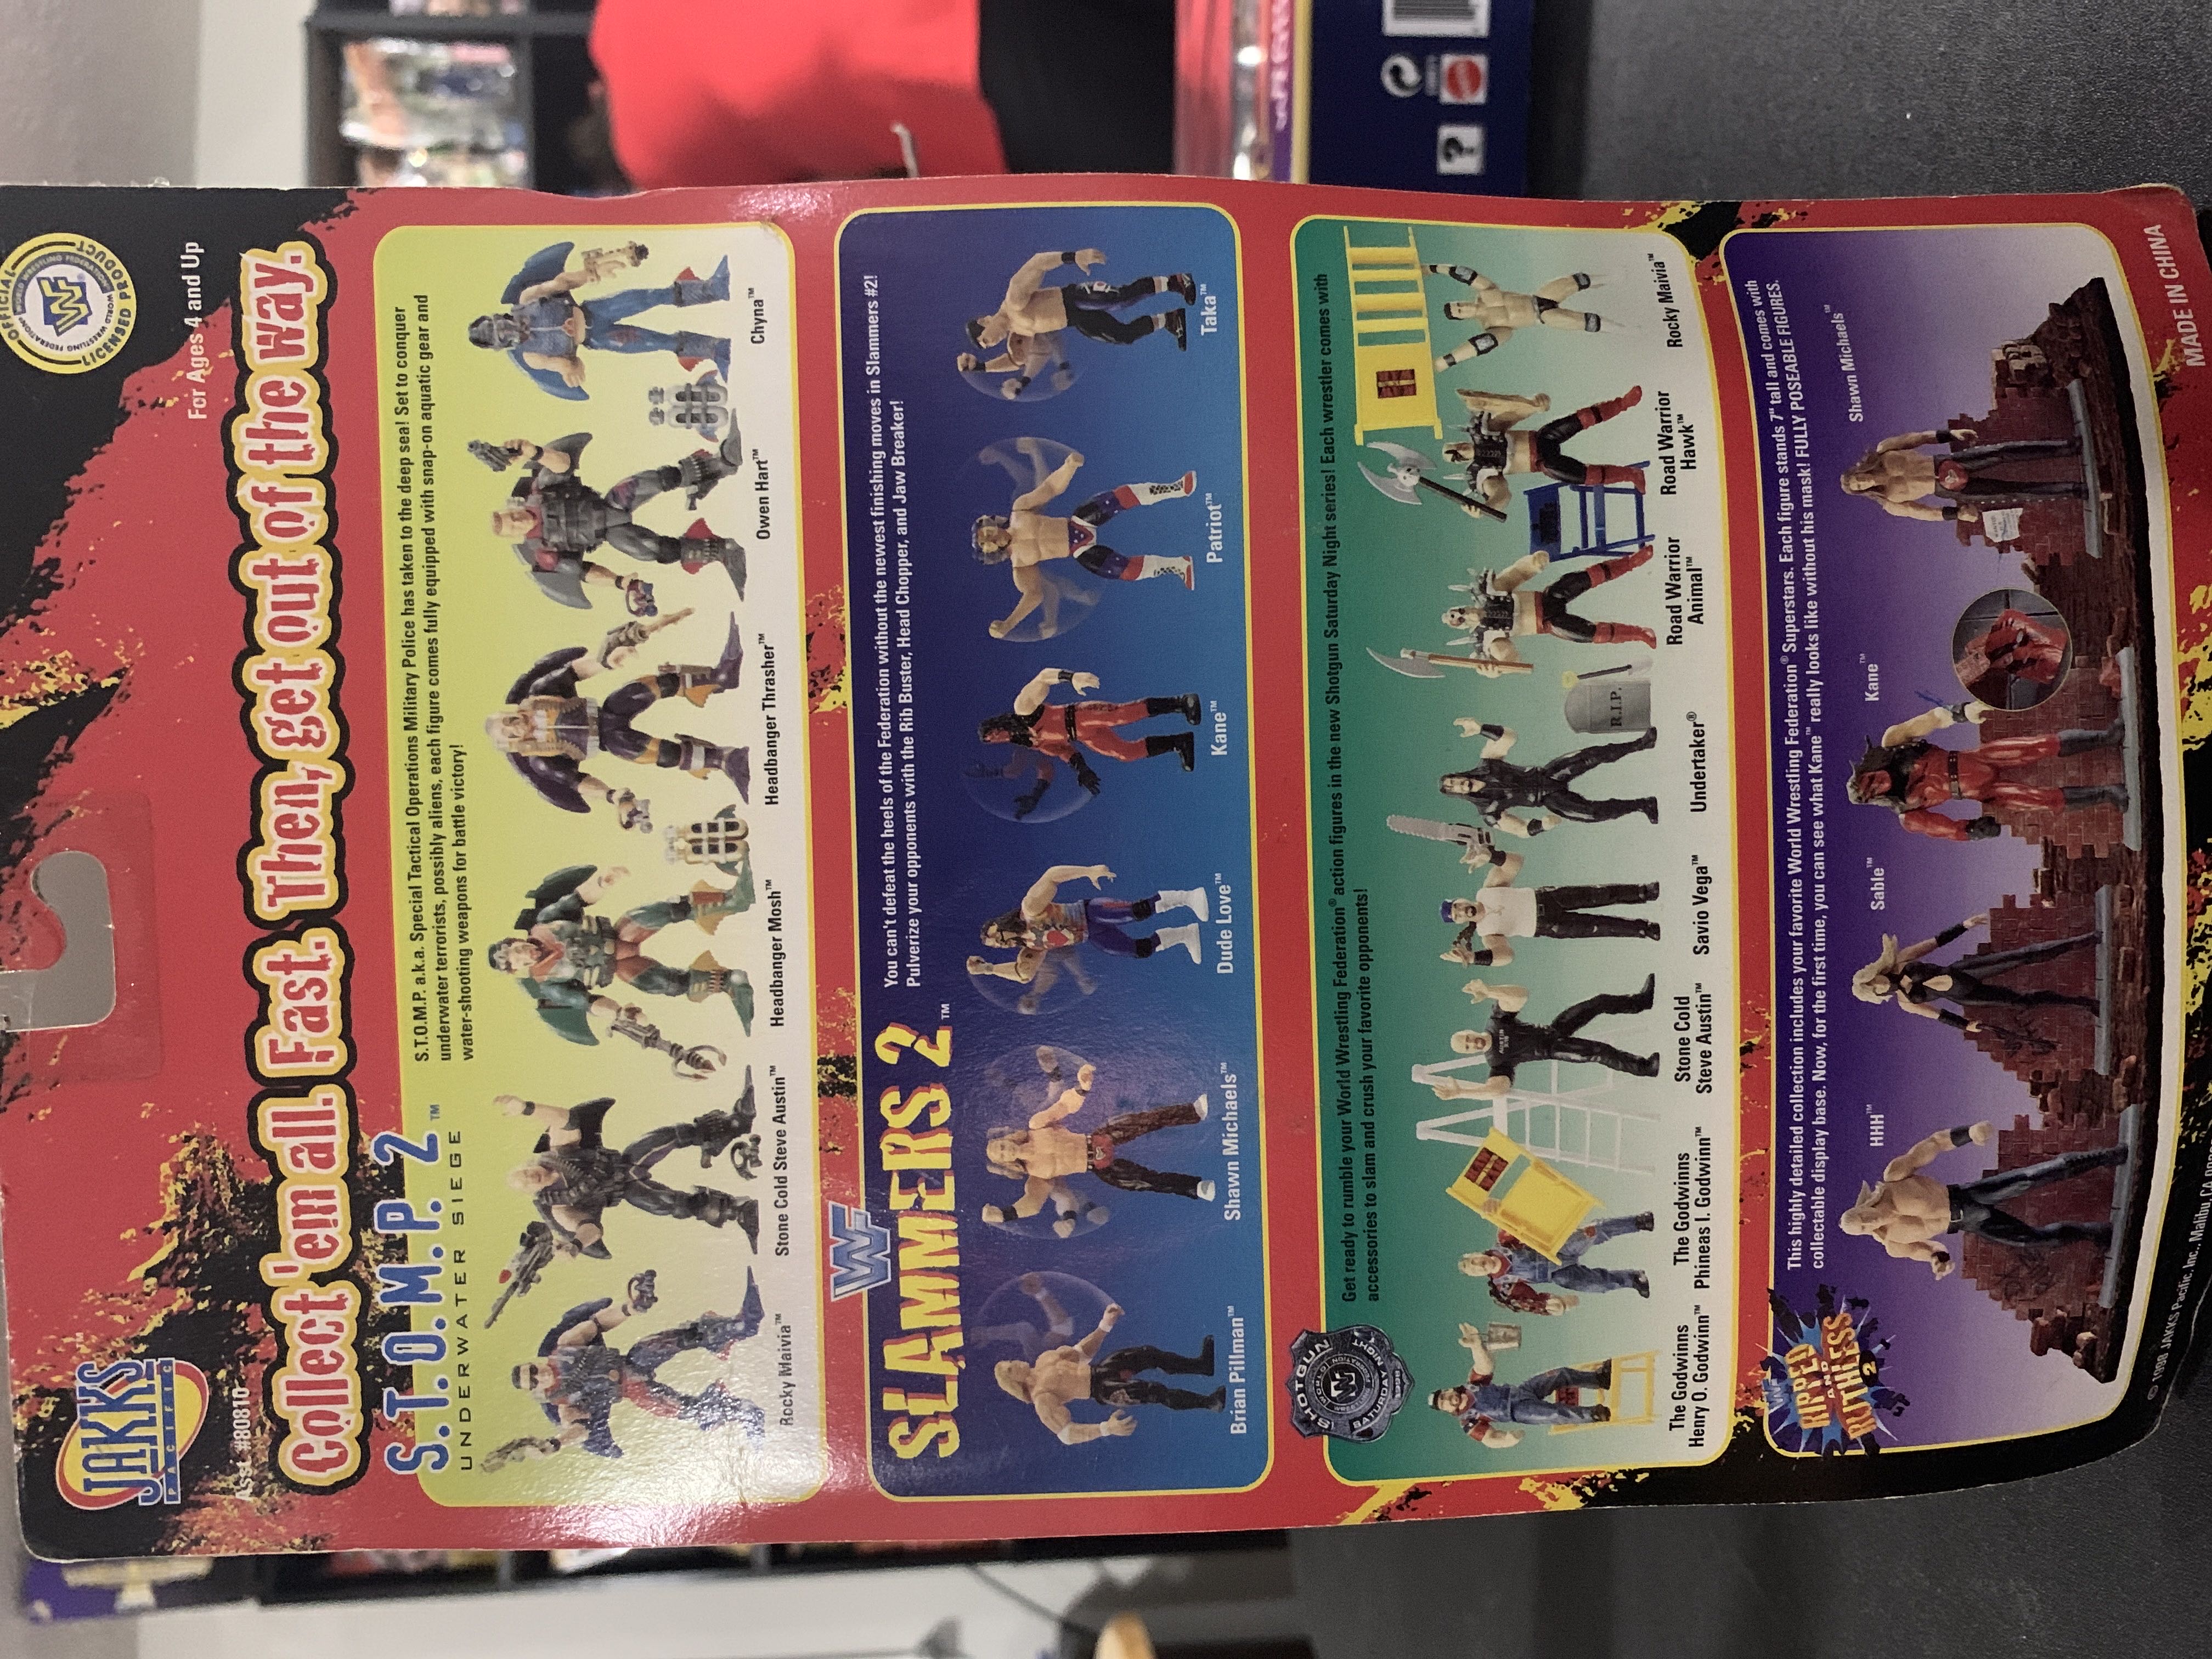 JAKKS
PACIFIC
Asst. #80810
OFFICIAL
LICENSED PRODUCT
WORLD WRESTLING FEDERATION
WORLD WRESTLING FEDERATION
WF
For Ages 4 and Up
Collect 'em all. Fast. Then, get out of the way.
S.T.O.M.P. 2™
UNDERWATER SIEGE
S.T.O.M.P. a.k.a. Special Tactical Operations Military Police has taken to the deep sea! Set to conquer
underwater terrorists, possibly aliens, each figure comes fully equipped with snap-on aquatic gear and
water-shooting weapons for battle victory!
Rocky Maivia™
Stone Cold Steve Austin™
Headbanger Mosh™
Headbanger Thrasher™
Owen Hart™
Chyna™
WF
SLAMMERS 2™
You can't defeat the heels of the Federation without the newest finishing moves in Slammers #2!
Pulverize your opponents with the Rib Buster, Head Chopper, and Jaw Breaker!
Brian Pillman™
Shawn Michaels™
Dude Love™
Kane™
Patriot™
Taka™
SHOTGUN
SATURDAY NIGHT
Get ready to rumble your World Wrestling Federation® action figures in the new Shotgun Saturday Night series! Each wrestler comes with
accessories to slam and crush your favorite opponents!
R.I.P.
The Godwinns
Henry O. Godwinn™
The Godwinns
Phineas I. Godwinn™
Stone Cold
Steve Austin™
Savio Vega™
Undertaker®
Road Warrior
Animal™
Road Warrior
Hawk™
Rocky Maivia™
RIPPED
AND
RUTHLESS
2
This highly detailed collection includes your favorite World Wrestling Federation® Superstars. Each figure stands 7" tall and comes with
collectable display base. Now, for the first time, you can see what Kane™ really looks like without his mask! FULLY POSEABLE FIGURES.
HHH™
Sable™
Kane™
Shawn Michaels™
© 1998 JAKKS Pacific, Inc., Malibu, CA
MADE IN CHINA
?